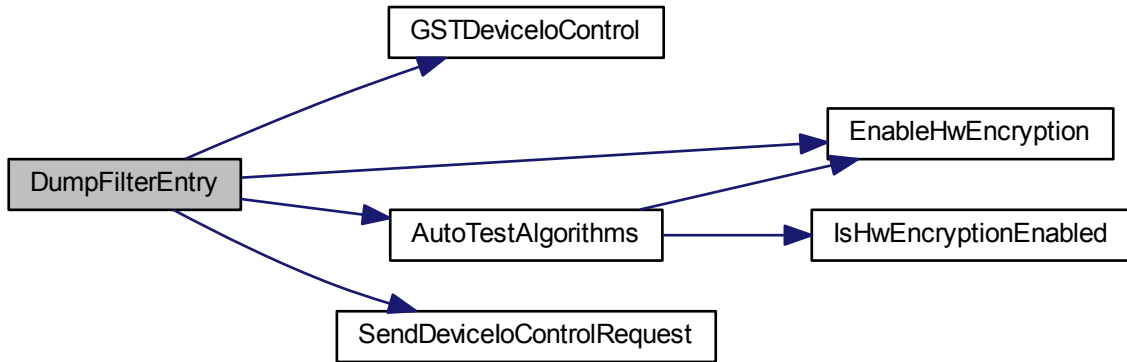 GSTDeviceIoControl
EnableHwEncryption
DumpFilterEntry
AutoTestAlgorithms
IsHwEncryptionEnabled
SendDeviceIoControlRequest